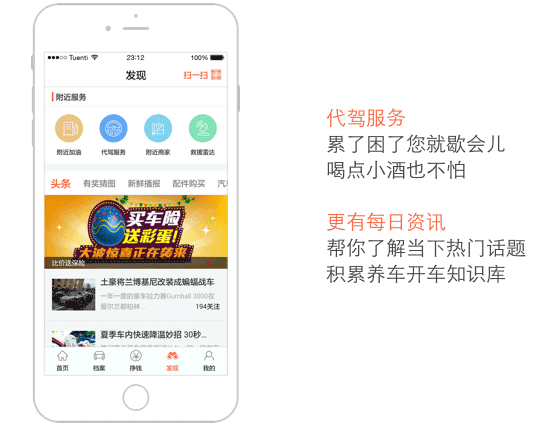 Tuenti 23:12 100%
发现 扫一扫
附近服务
附近加油 代驾服务 附近商家 救援雷达
头条 有奖猜图 新鲜播报 配件购买
买车险
送彩蛋!
大波惊喜正在袭来
比价送保险
土豪将兰博基尼改装成蝙蝠战车
一年一度的豪车拉力赛Gumball 3000在
爱尔兰都柏林... 194关注
夏季车内快速降温妙招 30秒...
首页 档案 挣钱 发现 我的
代驾服务
累了困了您就歇会儿
喝点小酒也不怕
更有每日资讯
帮你了解当下热门话题
积累养车开车知识库